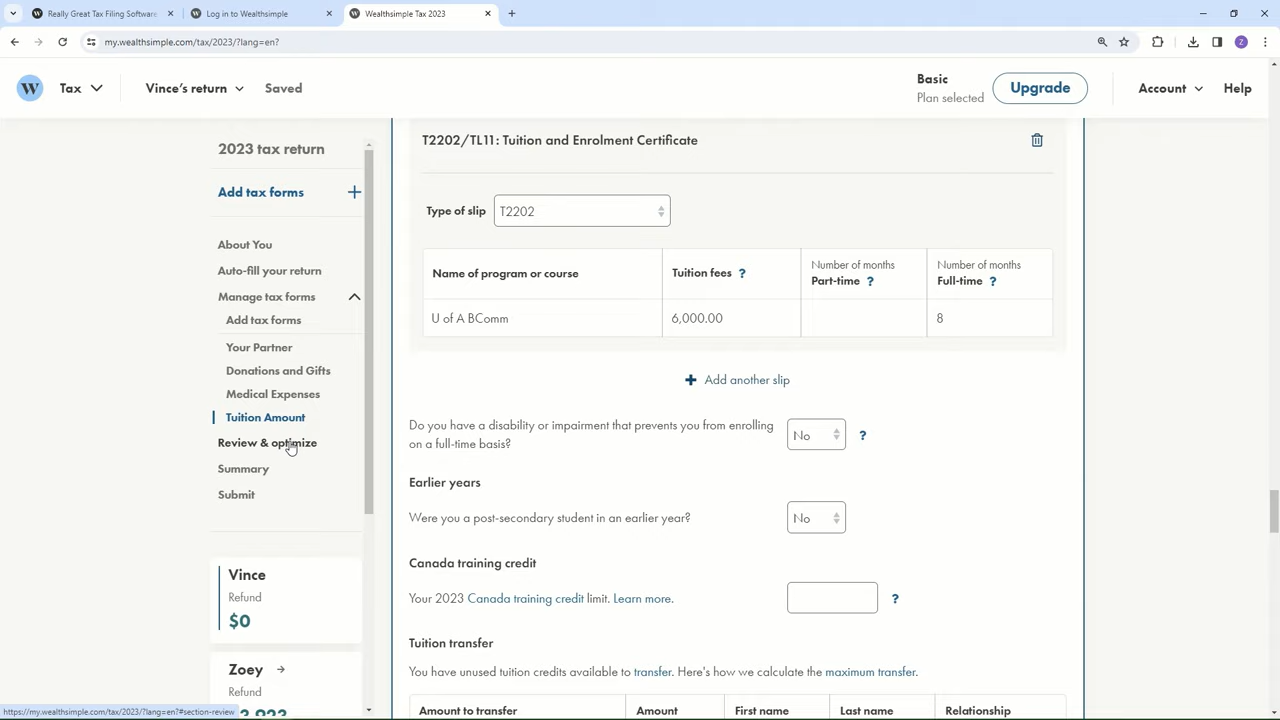 Really Great Tax Filing Software
Log in to Wealthsimple
Wealthsimple Tax 2023
my.wealthsimple.com/tax/2023/?lang=en?
W Tax
Vince's return
Saved
Basic
Plan selected
Upgrade
Account
Help
2023 tax return
Add tax forms
About You
Auto-fill your return
Manage tax forms
Add tax forms
Your Partner
Donations and Gifts
Medical Expenses
Tuition Amount
Review & optimize
Summary
Submit
Vince
Refund
$0
Zoey
Refund
T2202/TL11: Tuition and Enrolment Certificate
Type of slip T2202
Name of program or course
Tuition fees ?
Number of months
Part-time ?
Number of months
Full-time ?
U of A BComm 6,000.00 8
+ Add another slip
Do you have a disability or impairment that prevents you from enrolling
on a full-time basis?
No ?
Earlier years
Were you a post-secondary student in an earlier year? No
Canada training credit
Your 2023 Canada training credit limit. Learn more. ?
Tuition transfer
You have unused tuition credits available to transfer. Here's how we calculate the maximum transfer.
Amount to transfer Amount First name Last name Relationship
https://my.wealthsimple.com/tax/2023/?lang=en?#section-review